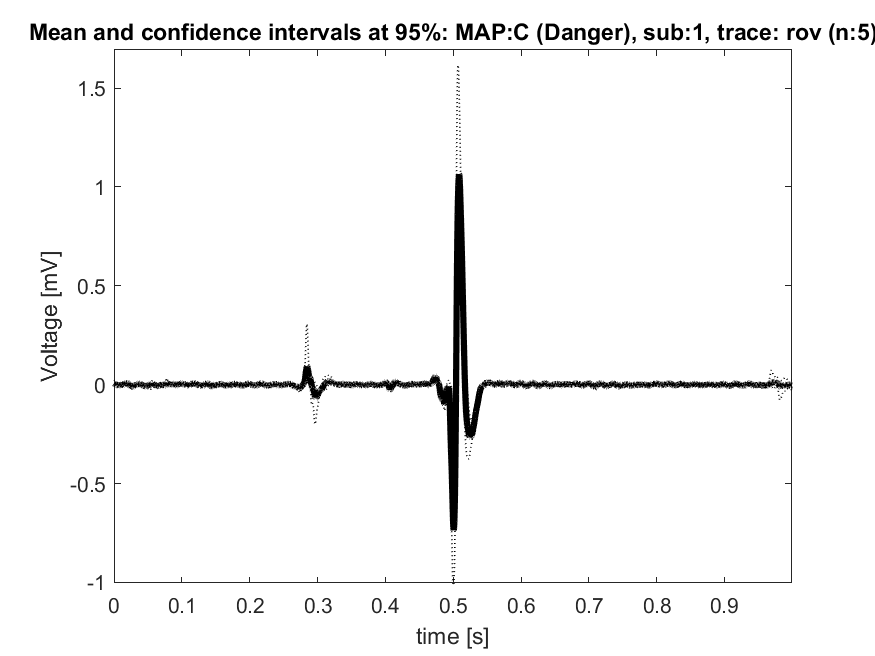 Mean and confidence intervals at 95%: MAP:C (Danger), sub:1, trace: rov (n:5)
1.5
1
0.5
0
-0.5
-1
Voltage [mV]
0 0.1 0.2 0.3 0.4 0.5 0.6 0.7 0.8 0.9
time [s]